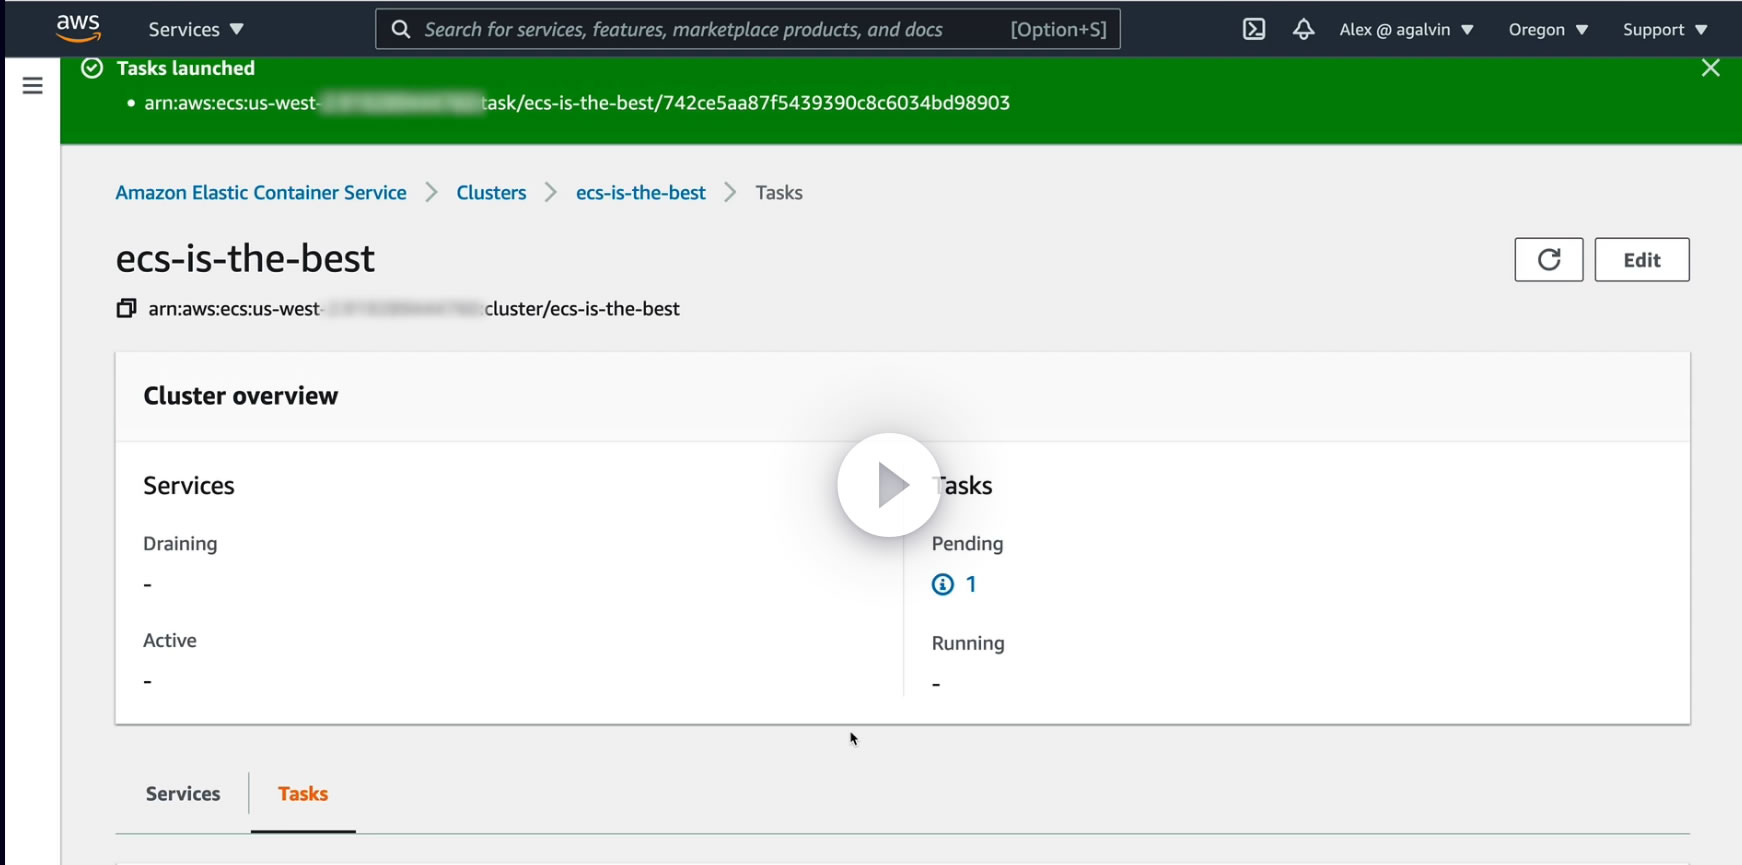 aws Services Search for services, features, marketplace products, and docs [Option+S] Alex @ agalvin Oregon Support
Tasks launched
• arn:aws:ecs:us-west- task/ecs-is-the-best/742ce5aa87f5439390c8c6034bd98903
Amazon Elastic Container Service > Clusters > ecs-is-the-best > Tasks
ecs-is-the-best
Edit
arn:aws:ecs:us-west- cluster/ecs-is-the-best
Cluster overview
Services
Draining
-
Active
-
Tasks
Pending
1
Running
-
Services Tasks